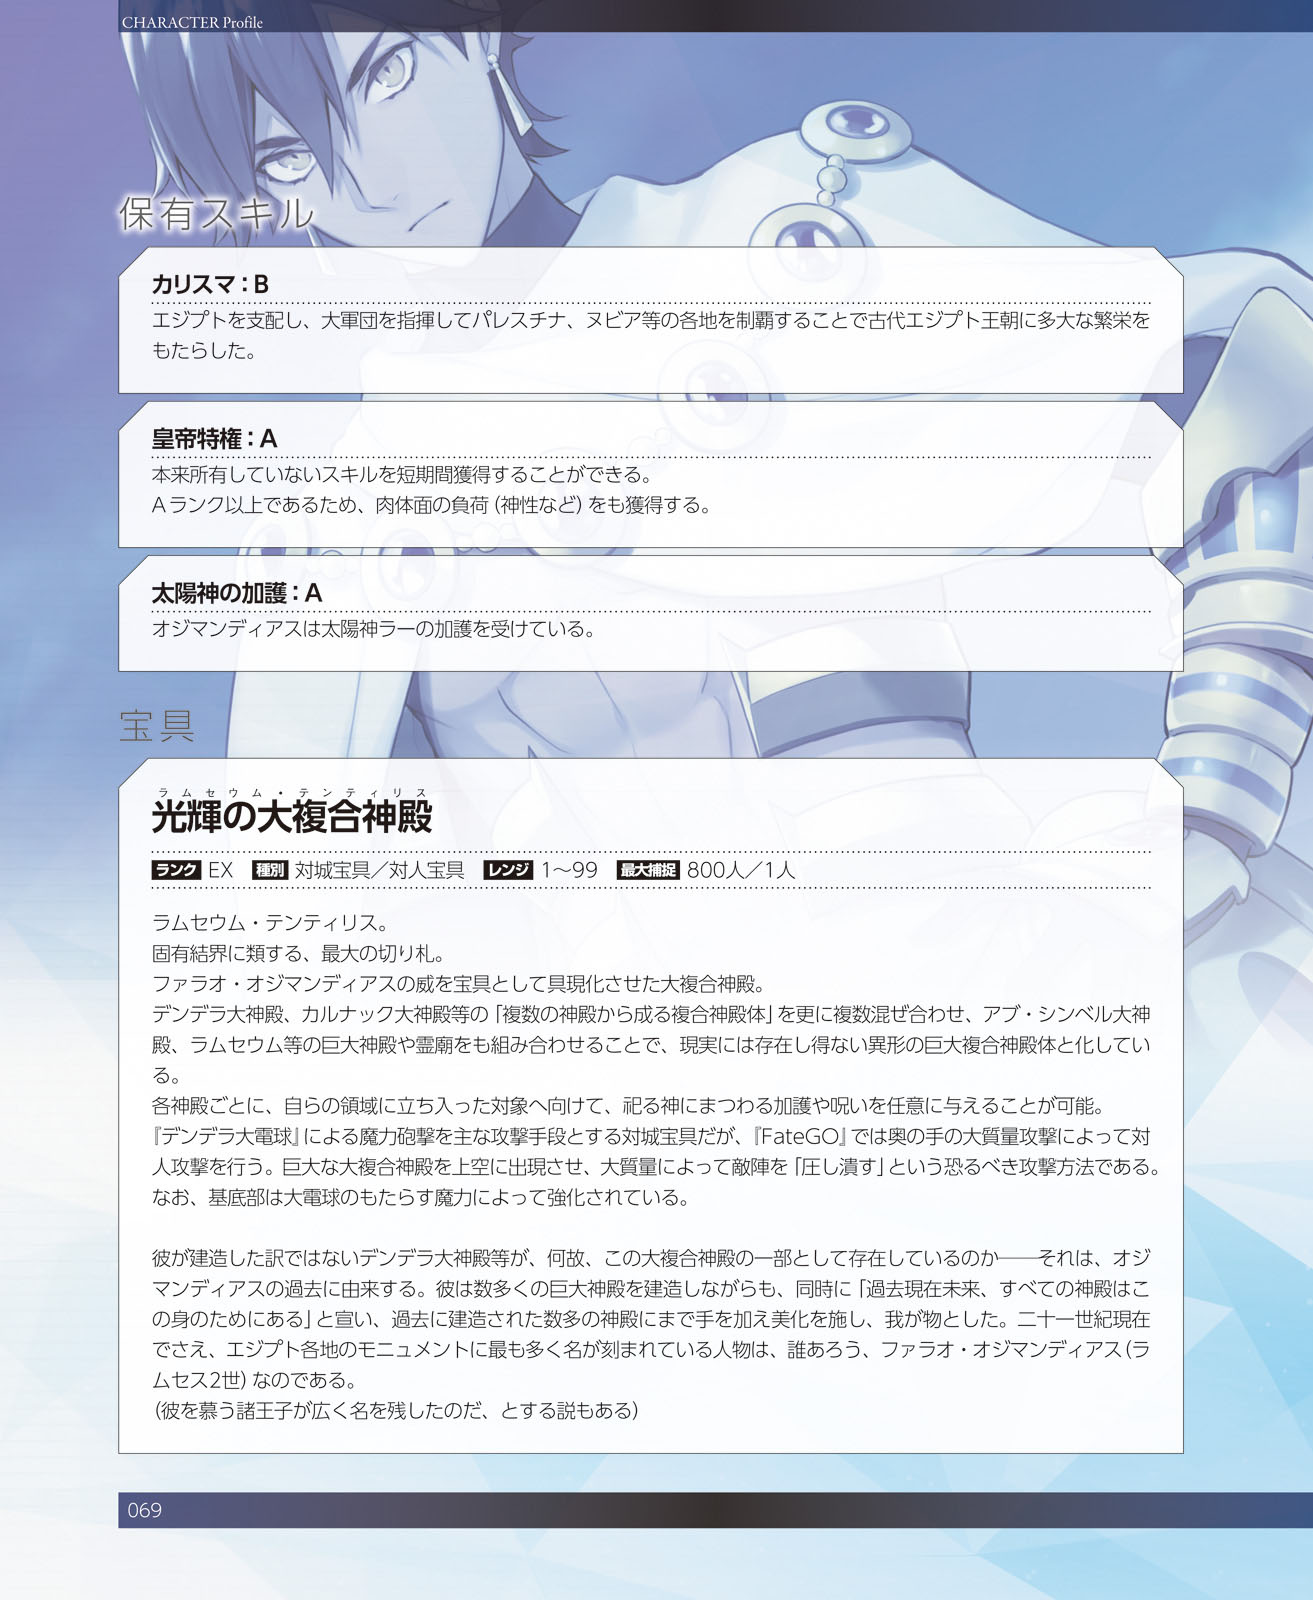 CHARACTER Profile
保有スキル
カリスマ：B
エジプトを支配し、大軍団を指揮してパレスチナ、ヌビア等の各地を制覇することで古代エジプト王朝に多大な繁栄を
もたらした。
皇帝特権：A
本来所有していないスキルを短期間獲得することができる。
Aランク以上であるため、肉体面の負荷（神性など）をも獲得する。
太陽神の加護：A
オジマンディアスは太陽神ラーの加護を受けている。
宝具
ラムセウム・テンティリス
光輝の大複合神殿
ランク EX 種別 対城宝具／対人宝具 レンジ 1～99 最大捕捉 800人／1人
ラムセウム・テンティリス。
固有結界に類する、最大の切り札。
ファラオ・オジマンディアスの威を宝具として具現化させた大複合神殿。
デンデラ大神殿、カルナック大神殿等の「複数の神殿から成る複合神殿体」を更に複数混ぜ合わせ、アブ・シンベル大神
殿、ラムセウム等の巨大神殿や霊廟をも組み合わせることで、現実には存在し得ない異形の巨大複合神殿体と化してい
る。
各神殿ごとに、自らの領域に立ち入った対象へ向けて、祀る神にまつわる加護や呪いを任意に与えることが可能。
『デンデラ大電球』による魔力砲撃を主な攻撃手段とする対城宝具だが、『FateGO』では奥の手の大質量攻撃によって対
人攻撃を行う。巨大な大複合神殿を上空に出現させ、大質量によって敵陣を「圧し潰す」という恐るべき攻撃方法である。
なお、基底部は大電球のもたらす魔力によって強化されている。
彼が建造した訳ではないデンデラ大神殿等が、何故、この大複合神殿の一部として存在しているのか――それは、オジ
マンディアスの過去に由来する。彼は数多くの巨大神殿を建造しながらも、同時に「過去現在未来、すべての神殿はこ
の身のためにある」と宣い、過去に建造された数多の神殿にまで手を加え美化を施し、我が物とした。二十一世紀現在
でさえ、エジプト各地のモニュメントに最も多く名が刻まれている人物は、誰あろう、ファラオ・オジマンディアス（ラ
ムセス2世）なのである。
（彼を慕う諸王子が広く名を残したのだ、とする説もある）
069